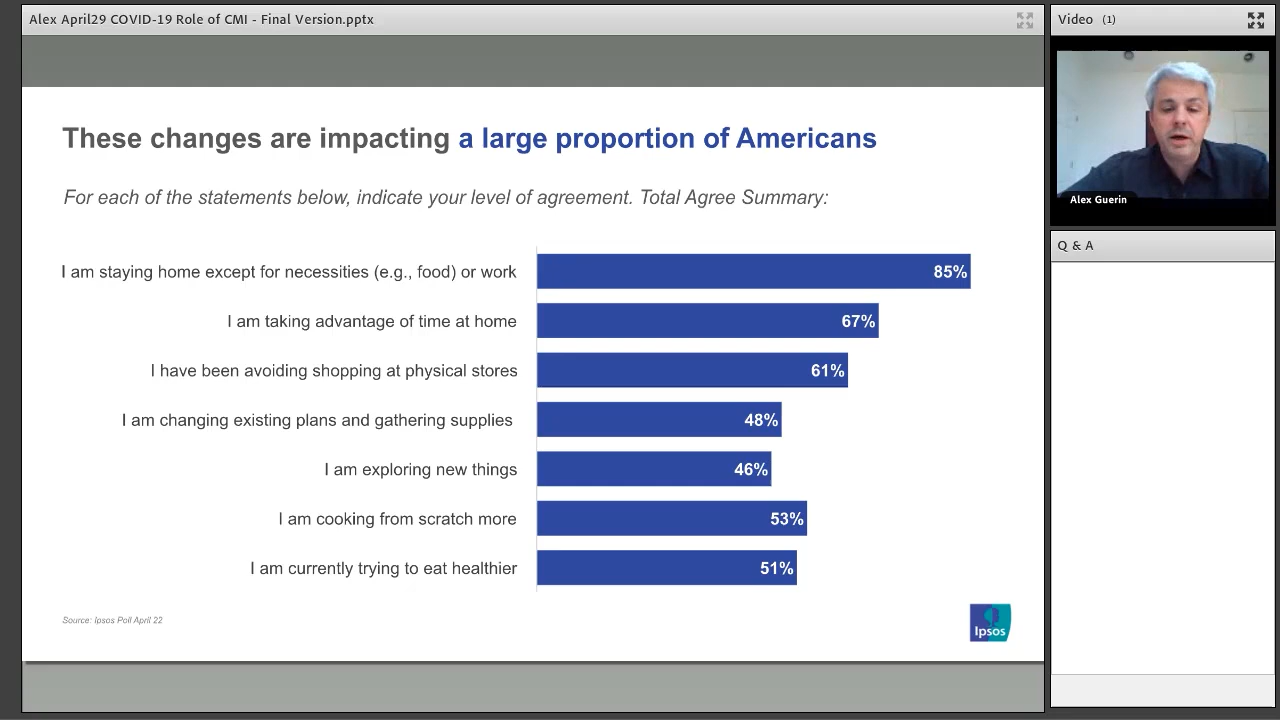 Alex April29 COVID-19 Role of CMI - Final Version.pptx
Video (1)
Alex Guerin
Q & A
These changes are impacting a large proportion of Americans
For each of the statements below, indicate your level of agreement. Total Agree Summary:
I am staying home except for necessities (e.g., food) or work 85%
I am taking advantage of time at home 67%
I have been avoiding shopping at physical stores 61%
I am changing existing plans and gathering supplies 48%
I am exploring new things 46%
I am cooking from scratch more 53%
I am currently trying to eat healthier 51%
Source: Ipsos Poll April 22
Ipsos